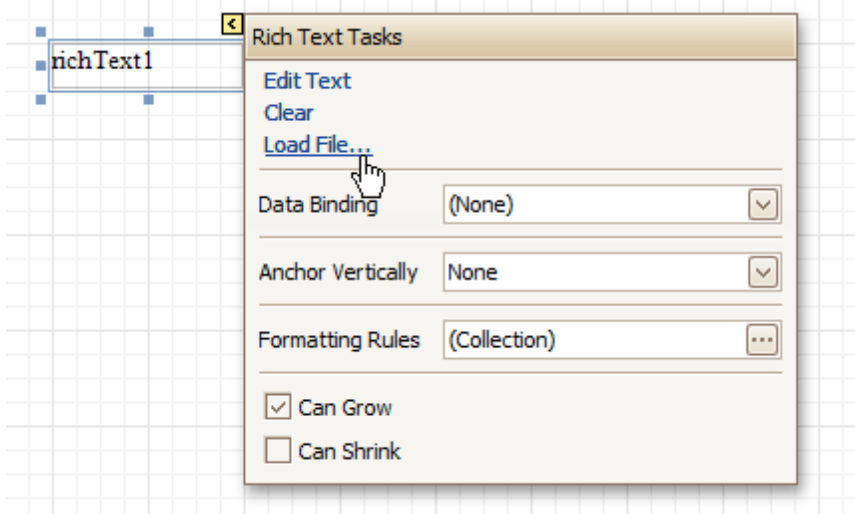 richText1
Rich Text Tasks
Edit Text
Clear
Load File...
Data Binding (None)
Anchor Vertically None
Formatting Rules (Collection)
Can Grow
Can Shrink